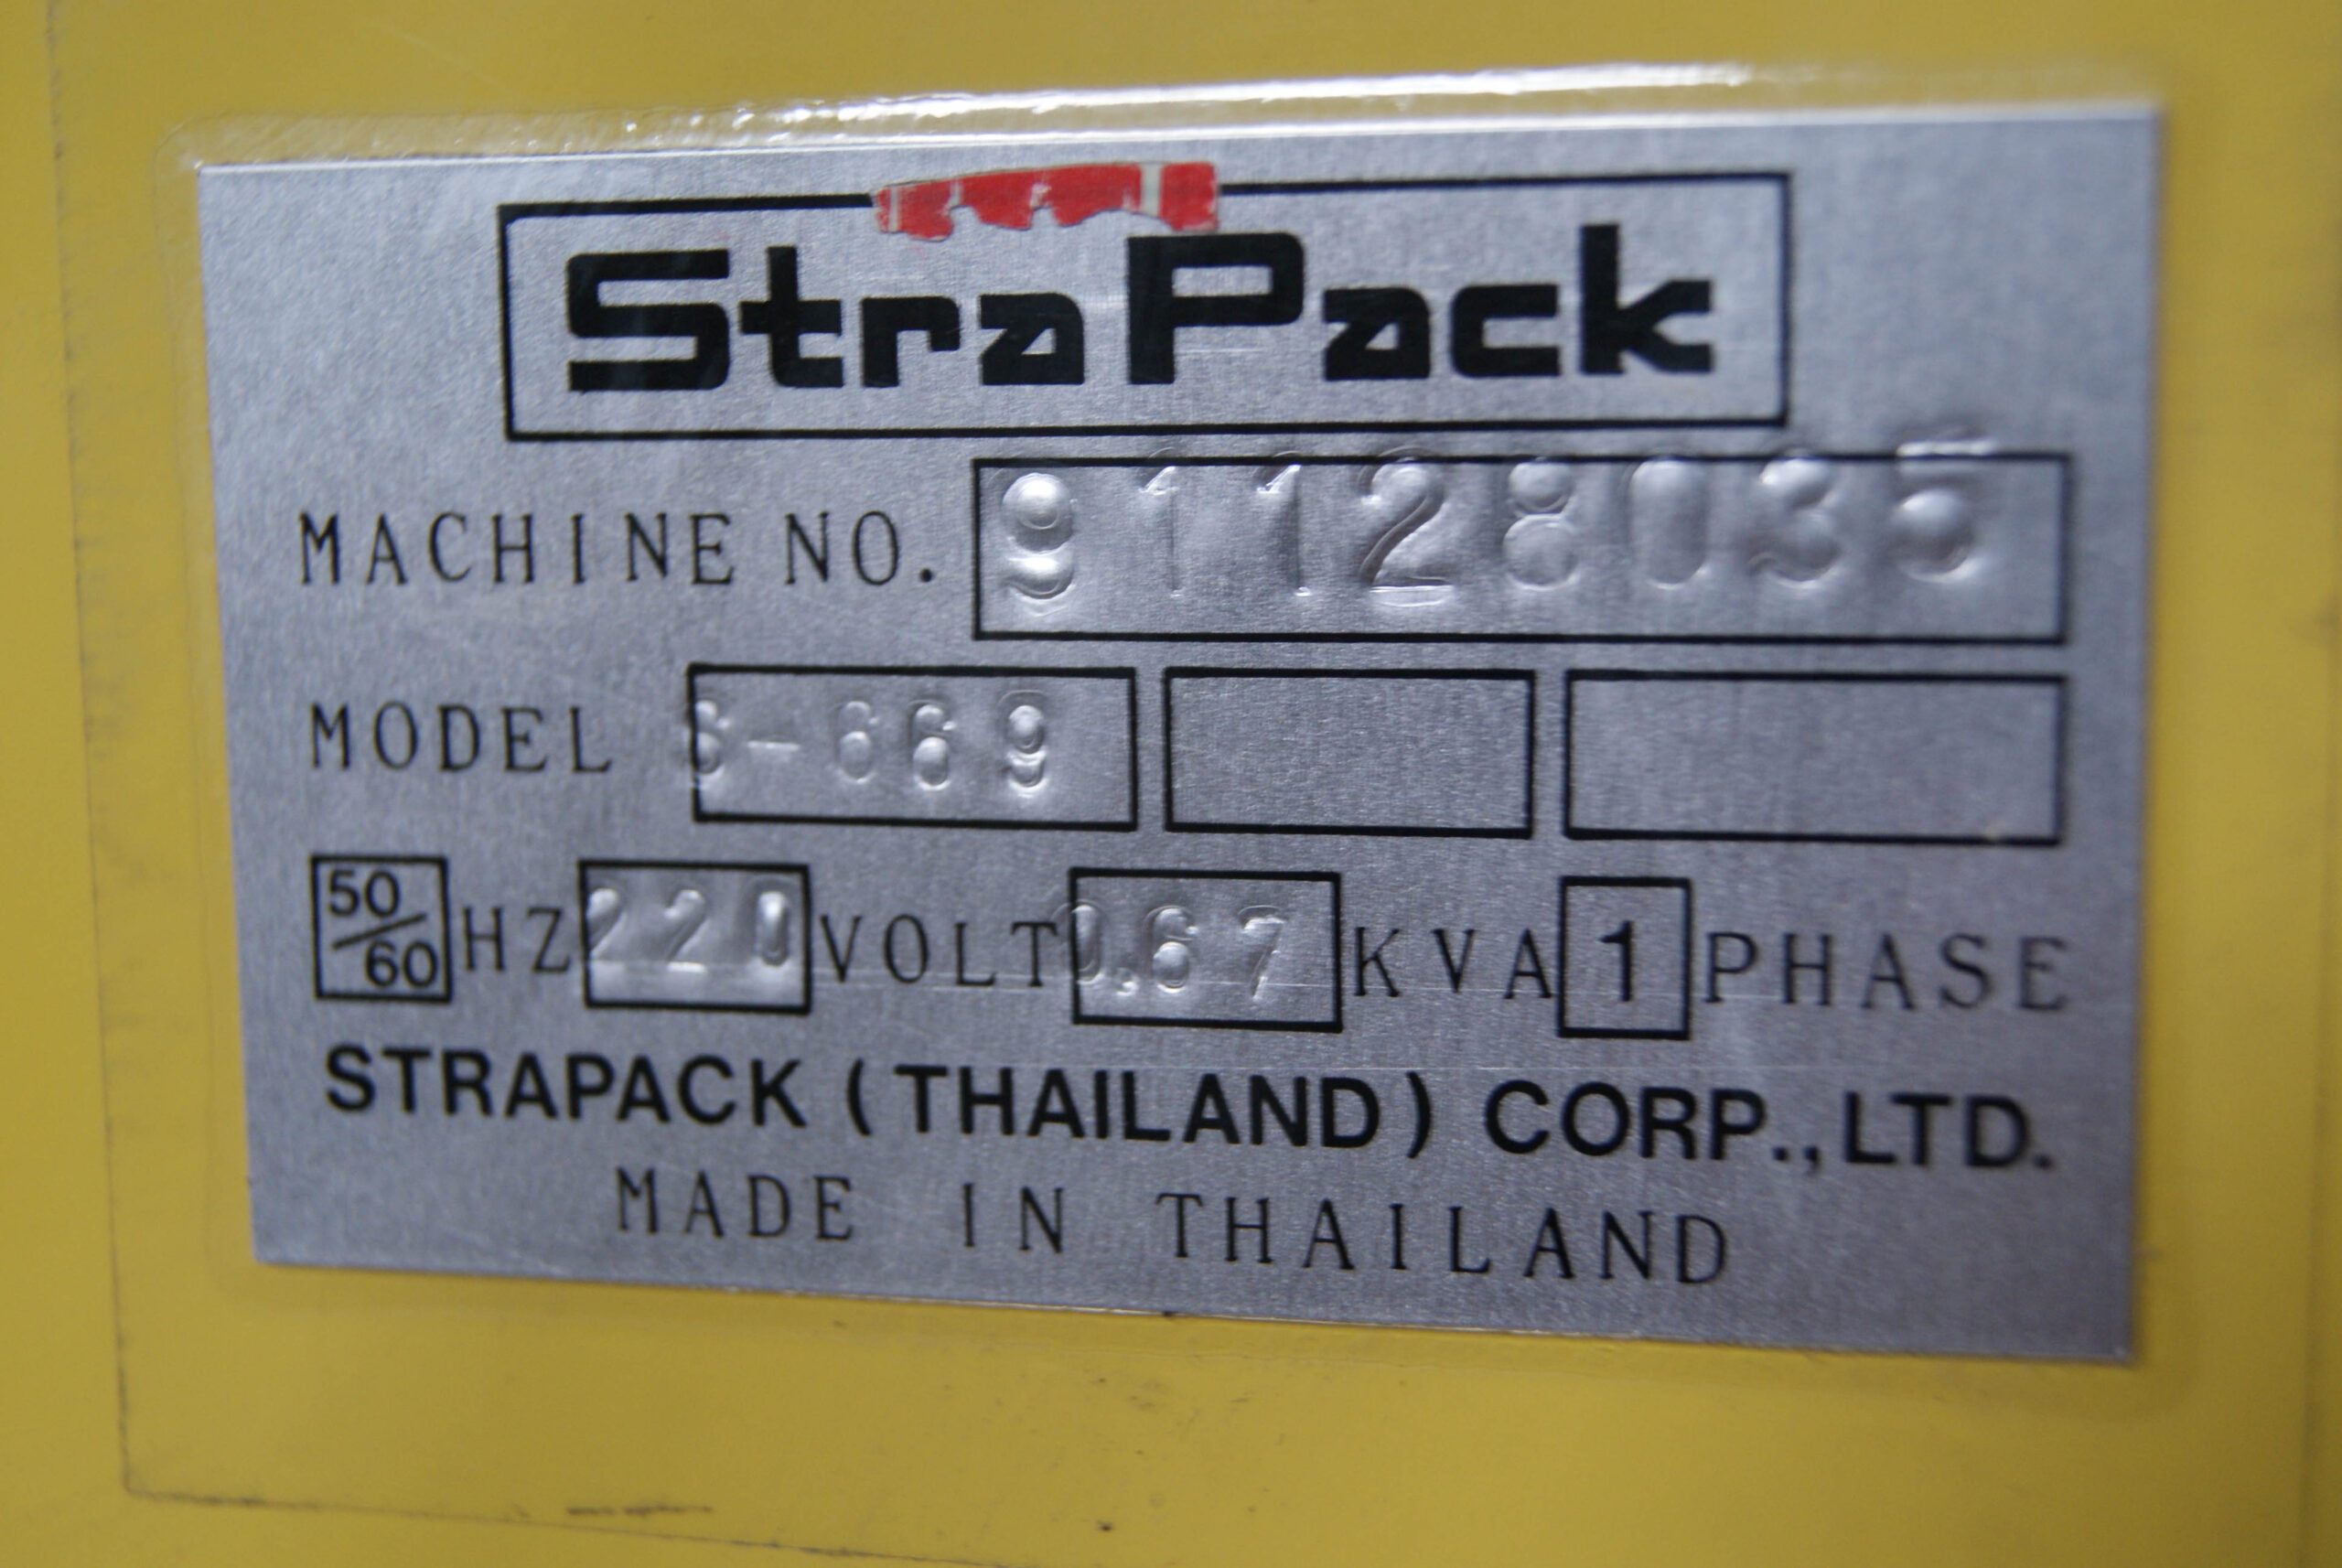 StraPack
MACHINE NO. 91128035
MODEL S-669
50/60 HZ 220 VOLT 0.67 KVA 1 PHASE
STRAPACK (THAILAND) CORP.,LTD.
MADE IN THAILAND